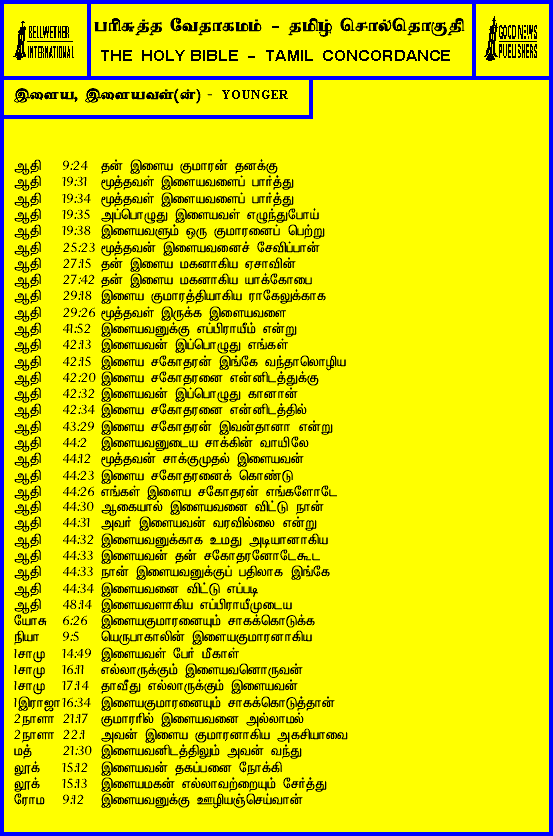 BELLWETHER
INTERNATIONAL
பரிசுத்த வேதாகமம் - தமிழ் சொல்தொகுதி
THE HOLY BIBLE - TAMIL CONCORDANCE
GOOD NEWS
PUBLISHERS
இளைய, இளையவள்(ன்) - YOUNGER
ஆதி 9:24 தன் இளைய குமாரன் தனக்கு
ஆதி 19:31 மூத்தவள் இளையவளைப் பார்த்து
ஆதி 19:34 மூத்தவள் இளையவளைப் பார்த்து
ஆதி 19:35 அப்பொழுது இளையவள் எழுந்துபோய்
ஆதி 19:38 இளையவளும் ஒரு குமாரனைப் பெற்று
ஆதி 25:23 மூத்தவன் இளையவனைச் சேவிப்பான்
ஆதி 27:15 தன் இளைய மகனாகிய ஏசாவின்
ஆதி 27:42 தன் இளைய மகனாகிய யாக்கோபை
ஆதி 29:18 இளைய குமாரத்தியாகிய ராகேலுக்காக
ஆதி 29:26 மூத்தவள் இருக்க இளையவளை
ஆதி 41:52 இளையவனுக்கு எப்பிராயீம் என்று
ஆதி 42:13 இளையவன் இப்பொழுது எங்கள்
ஆதி 42:15 இளைய சகோதரன் இங்கே வந்தாலொழிய
ஆதி 42:20 இளைய சகோதரனை என்னிடத்துக்கு
ஆதி 42:32 இளையவன் இப்பொழுது கானான்
ஆதி 42:34 இளைய சகோதரனை என்னிடத்தில்
ஆதி 43:29 இளைய சகோதரன் இவன்தானா என்று
ஆதி 44:2 இளையவனுடைய சாக்கின் வாயிலே
ஆதி 44:12 மூத்தவன் சாக்குமுதல் இளையவன்
ஆதி 44:23 இளைய சகோதரனைக் கொண்டு
ஆதி 44:26 எங்கள் இளைய சகோதரன் எங்களோடே
ஆதி 44:30 ஆகையால் இளையவனை விட்டு நான்
ஆதி 44:31 அவர் இளையவன் வரவில்லை என்று
ஆதி 44:32 இளையவனுக்காக உமது அடியானாகிய
ஆதி 44:33 இளையவன் தன் சகோதரனோடேகூட
ஆதி 44:33 நான் இளையவனுக்குப் பதிலாக இங்கே
ஆதி 44:34 இளையவனை விட்டு எப்படி
ஆதி 48:14 இளையவளாகிய எப்பிராயீமுடைய
யோசு 6:26 இளையகுமாரனையும் சாகக்கொடுக்க
நியா 9:5 யெருபாகாலின் இளையகுமாரனாகிய
1சாமு 14:49 இளையவள் பேர் மீகாள்
1சாமு 16:11 எல்லாருக்கும் இளையவனொருவன்
1சாமு 17:14 தாவீது எல்லாருக்கும் இளையவன்
1இராஜா 16:34 இளையகுமாரனையும் சாகக்கொடுத்தான்
2நாளா 21:17 குமாரரில் இளையவனை அல்லாமல்
2நாளா 22:1 அவன் இளைய குமாரனாகிய அகசியாவை
மத் 21:30 இளையவனிடத்திலும் அவன் வந்து
லூக் 15:12 இளையவன் தகப்பனை நோக்கி
லூக் 15:13 இளையமகன் எல்லாவற்றையும் சேர்த்து
ரோம 9:12 இளையவனுக்கு ஊழியஞ்செய்வான்